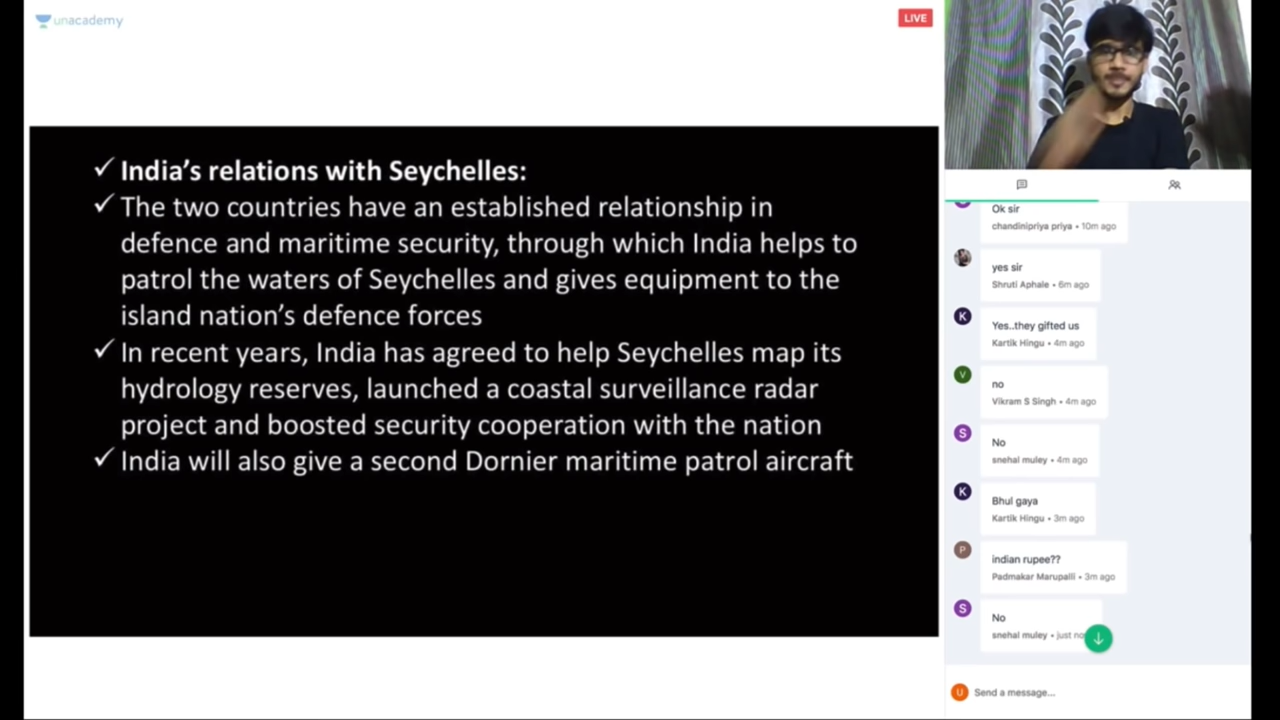 unacademy
LIVE
✓ India's relations with Seychelles:
✓ The two countries have an established relationship in
defence and maritime security, through which India helps to
patrol the waters of Seychelles and gives equipment to the
island nation's defence forces
✓ In recent years, India has agreed to help Seychelles map its
hydrology reserves, launched a coastal surveillance radar
project and boosted security cooperation with the nation
✓ India will also give a second Dornier maritime patrol aircraft
Ok sir
chandinipriya priya • 10m ago
yes sir
Shruti Aphale • 6m ago
K
Yes..they gifted us
Kartik Hingu • 4m ago
V
no
Vikram S Singh • 4m ago
S
No
snehal muley • 4m ago
K
Bhul gaya
Kartik Hingu • 3m ago
P
indian rupee??
Padmakar Marupalli • 3m ago
S
No
snehal muley • just no
U
Send a message...